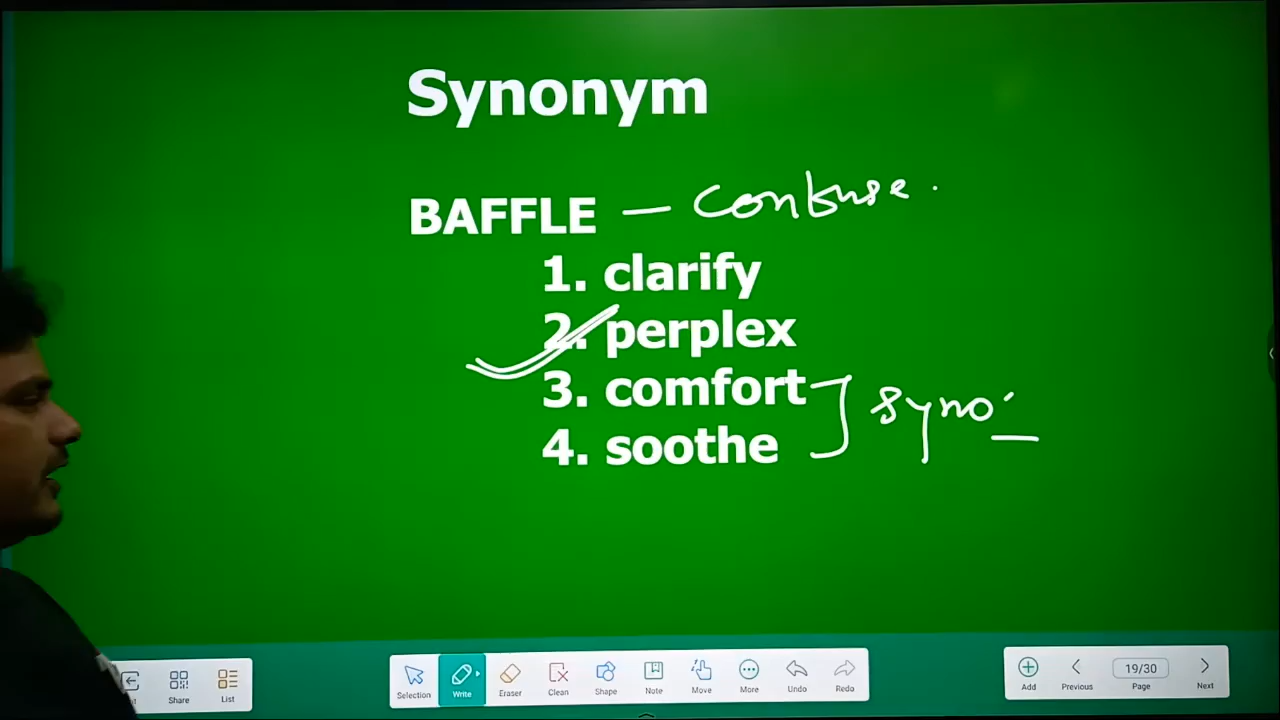 Synonym
BAFFLE — confuse.
1. clarify
2. perplex
3. comfort
4. soothe
syno
Share
List
Selection
Write
Eraser
Clean
Shape
Note
Move
More
Undo
Redo
Add
Previous
19/30
Page
Next